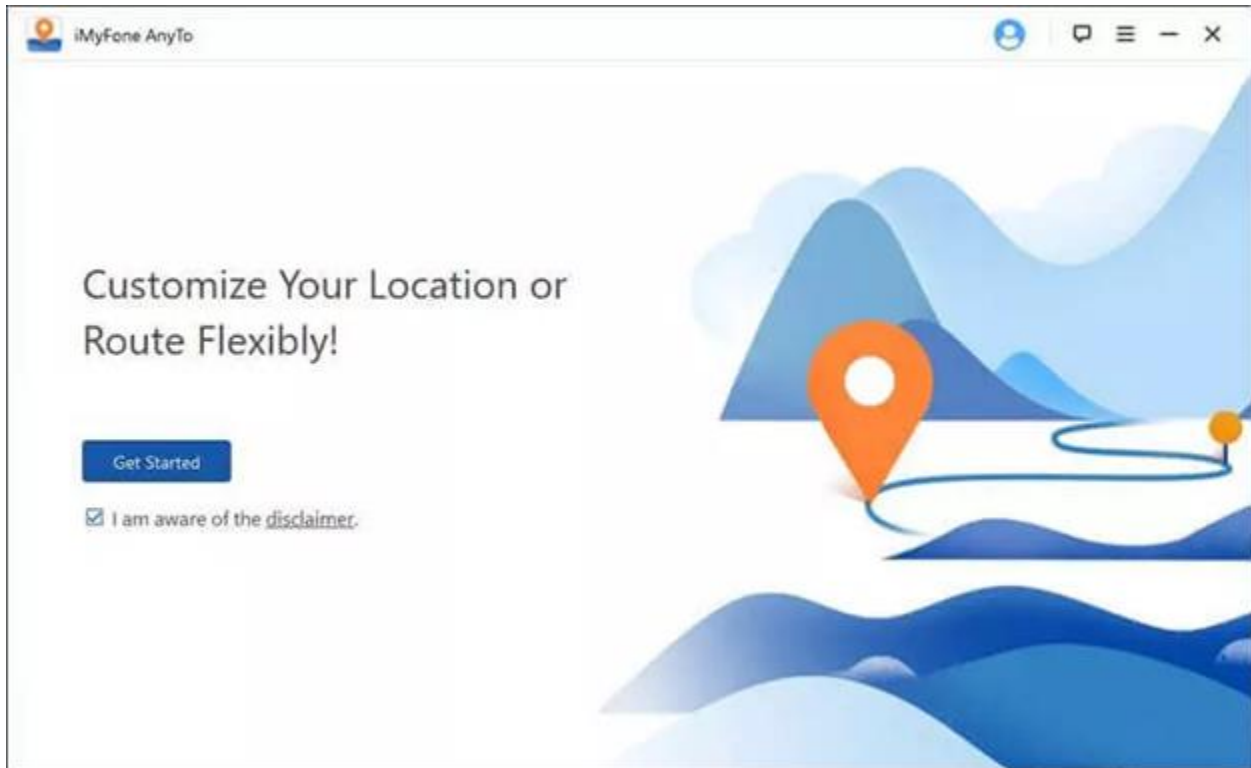 iMyFone AnyTo
Customize Your Location or
Route Flexibly!
Get Started
I am aware of the disclaimer.